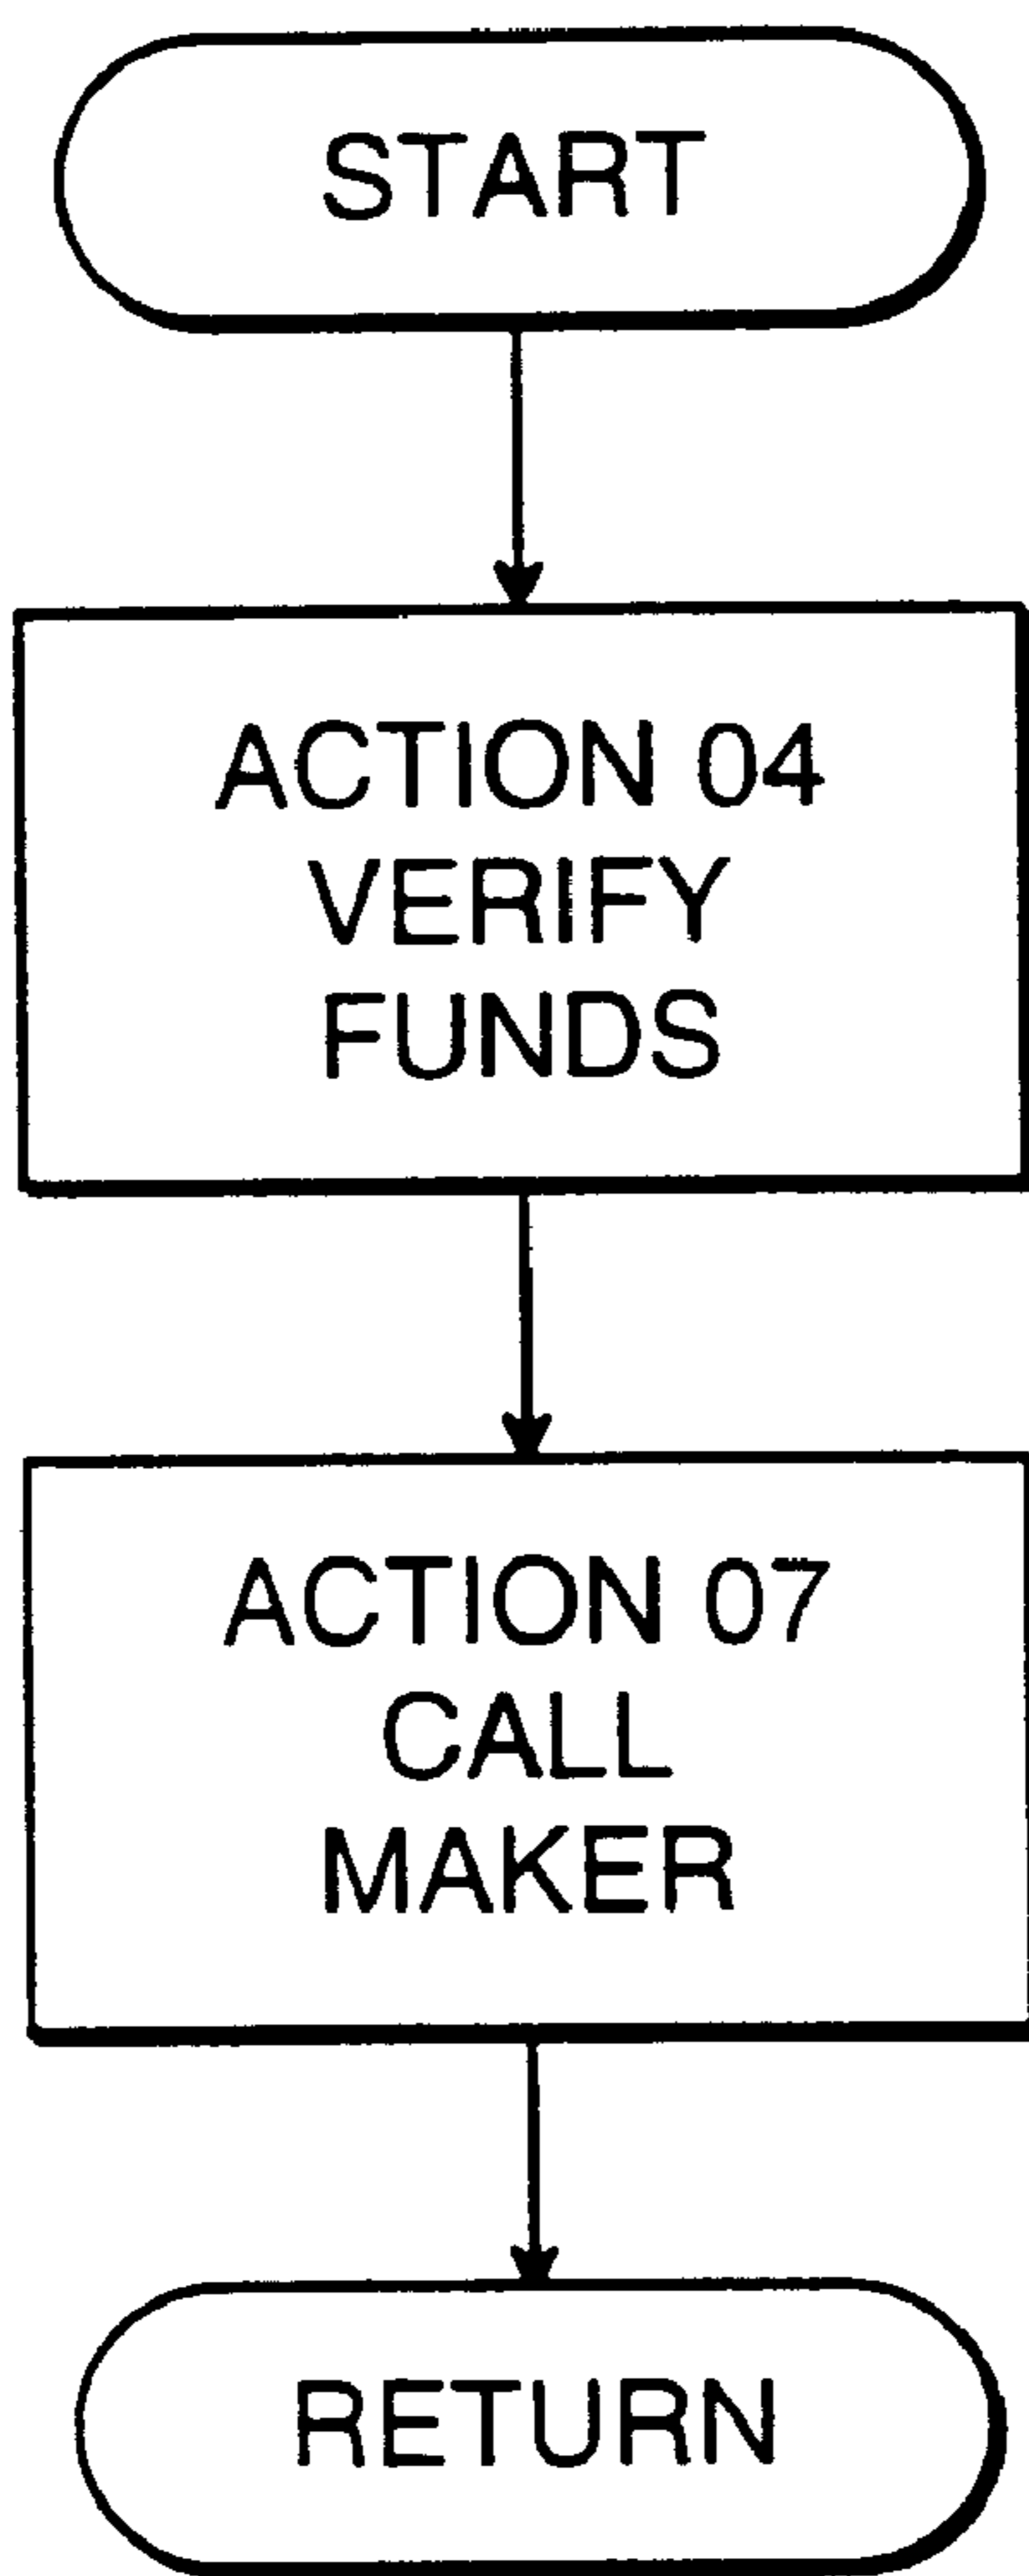 START
ACTION 04
VERIFY
FUNDS
ACTION 07
CALL
MAKER
RETURN